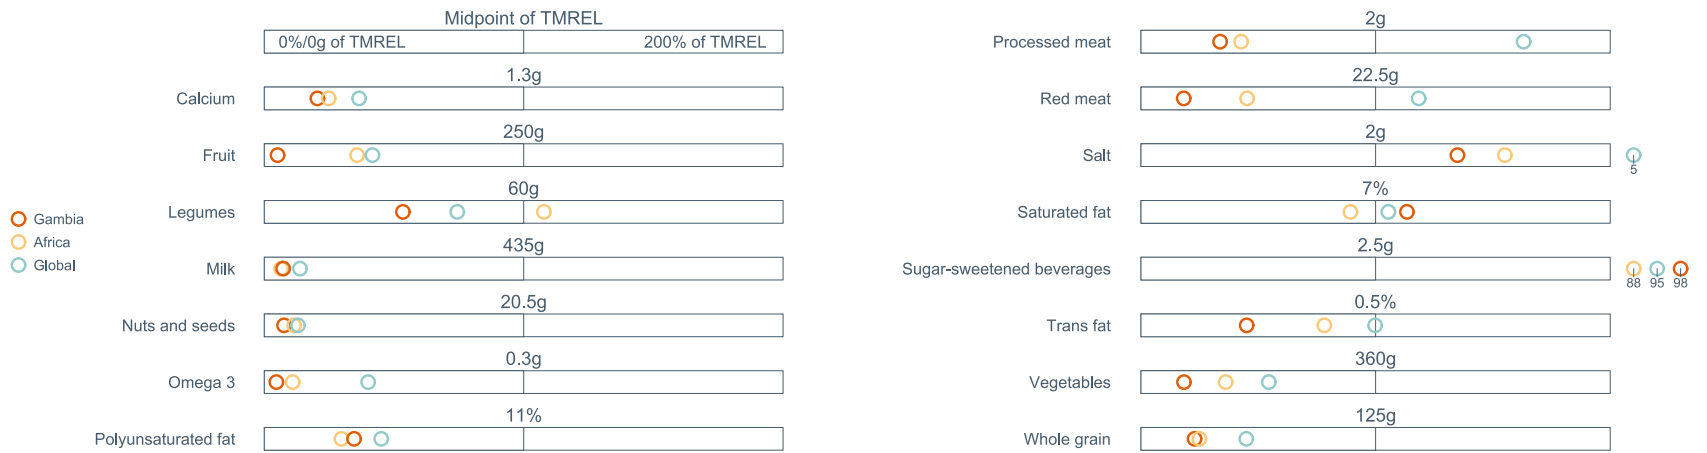 Midpoint of TMREL
0%/0g of TMREL
200% of TMREL
1.3g
Calcium
250g
Fruit
60g
Legumes
435g
Milk
20.5g
Nuts and seeds
0.3g
Omega 3
11%
Polyunsaturated fat
Gambia
Africa
Global
2g
Processed meat
22.5g
Red meat
2g
Salt
5
7%
Saturated fat
2.5g
Sugar-sweetened beverages
88 95 98
0.5%
Trans fat
360g
Vegetables
125g
Whole grain